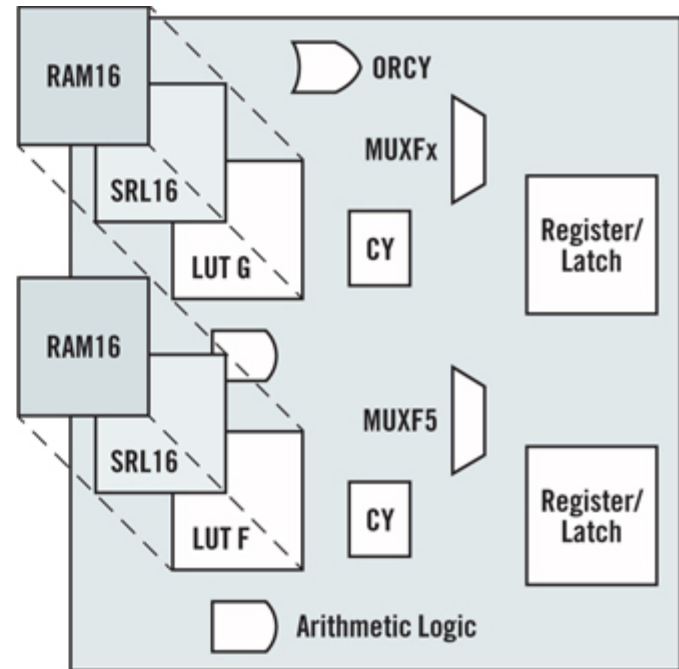 RAM16
ORCY
MUXFx
SRL16
Register/
Latch
CY
LUT G
RAM16
MUXF5
SRL16
Register/
Latch
CY
LUT F
Arithmetic Logic